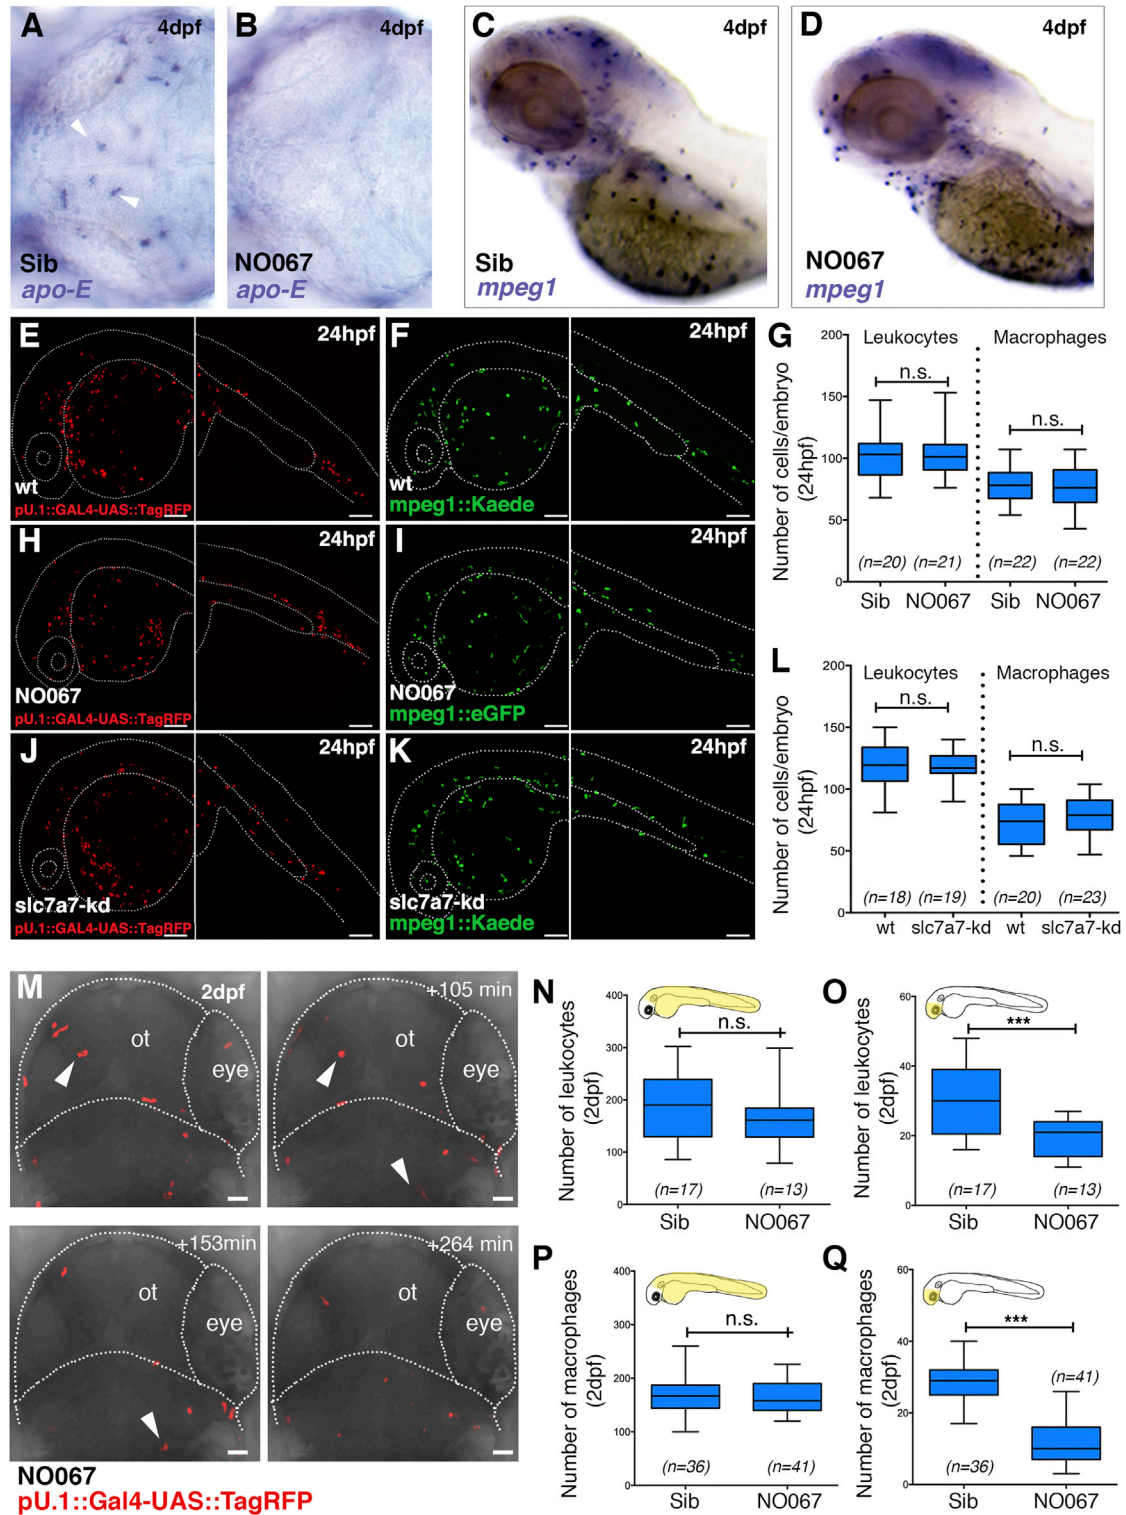 A
4dpf
Sib
apo-E
B
4dpf
NO067
apo-E
C
4dpf
Sib
mpeg1
D
4dpf
NO067
mpeg1
E
24hpf
wt
pU.1::GAL4-UAS::TagRFP
F
24hpf
wt
mpeg1::Kaede
G
Number of cells/embryo
(24hpf)
200
150
100
50
0
Leukocytes
Macrophages
n.s.
n.s.
(n=20)
(n=21)
(n=22)
(n=22)
Sib
NO067
Sib
NO067
H
24hpf
NO067
pU.1::GAL4-UAS::TagRFP
I
24hpf
NO067
mpeg1::eGFP
J
24hpf
slc7a7-kd
pU.1::GAL4-UAS::TagRFP
K
24hpf
slc7a7-kd
mpeg1::Kaede
L
Number of cells/embryo
(24hpf)
200
150
100
50
0
Leukocytes
Macrophages
n.s.
n.s.
(n=18)
(n=19)
(n=20)
(n=23)
wt
slc7a7-kd
wt
slc7a7-kd
M
2dpf
ot
eye
+105 min
ot
eye
+153min
ot
eye
+264 min
ot
eye
NO067
pU.1::Gal4-UAS::TagRFP
N
Number of leukocytes
(2dpf)
400
300
200
100
0
n.s.
(n=17)
(n=13)
Sib
NO067
O
Number of leukocytes
(2dpf)
60
40
20
0
***
(n=17)
(n=13)
Sib
NO067
P
Number of macrophages
(2dpf)
400
300
200
100
0
n.s.
(n=36)
(n=41)
Sib
NO067
Q
Number of macrophages
(2dpf)
60
40
20
0
***
(n=41)
(n=36)
Sib
NO067